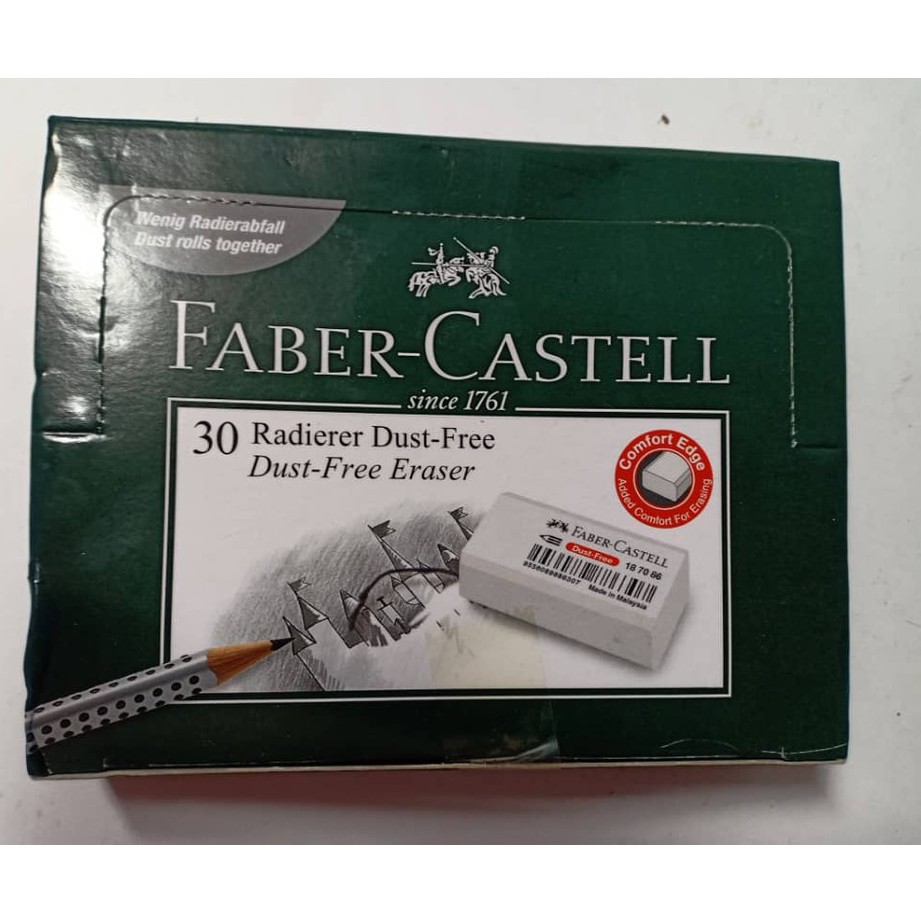 Wenig Radierabfall
Dust rolls together
FABER-CASTELL
since 1761
30 Radierer Dust-Free
Dust-Free Eraser
Comfort Edge
Added Comfort For Erasing
FABER-CASTELL
Dust-Free
18 70 86
Made in Malaysia